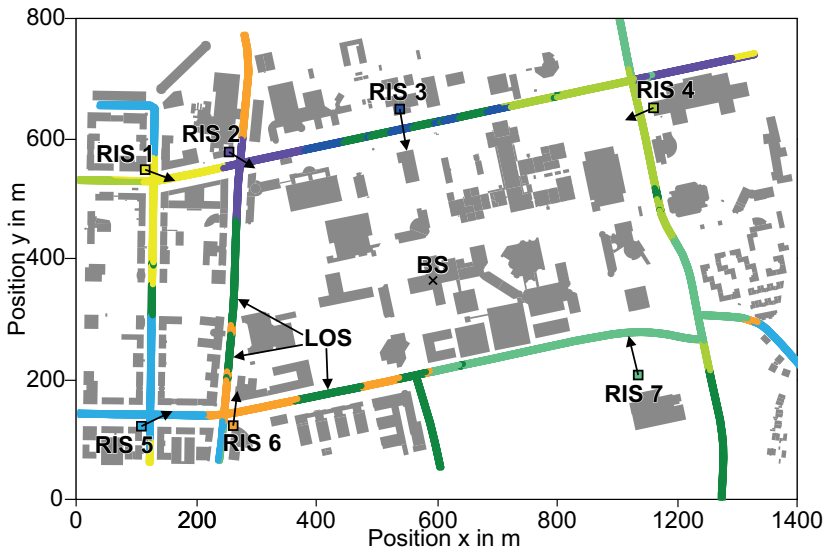 800
RIS 3
RIS 4
600
RIS 2
RIS 1
Position y in m
400
BS
LOS
200
RIS 7
RIS 5
RIS 6
0
0
200
400
600
800
1000
1200
1400
Position x in m